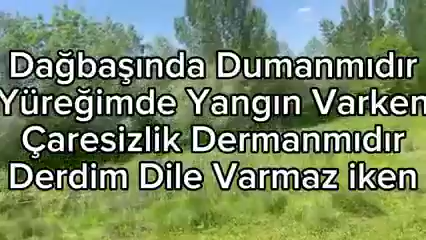 Dağbaşında Dumanmıdır
Yüreğimde Yangın Varken
Çaresizlik Dermanmıdır
Derdim Dile Varmaz iken